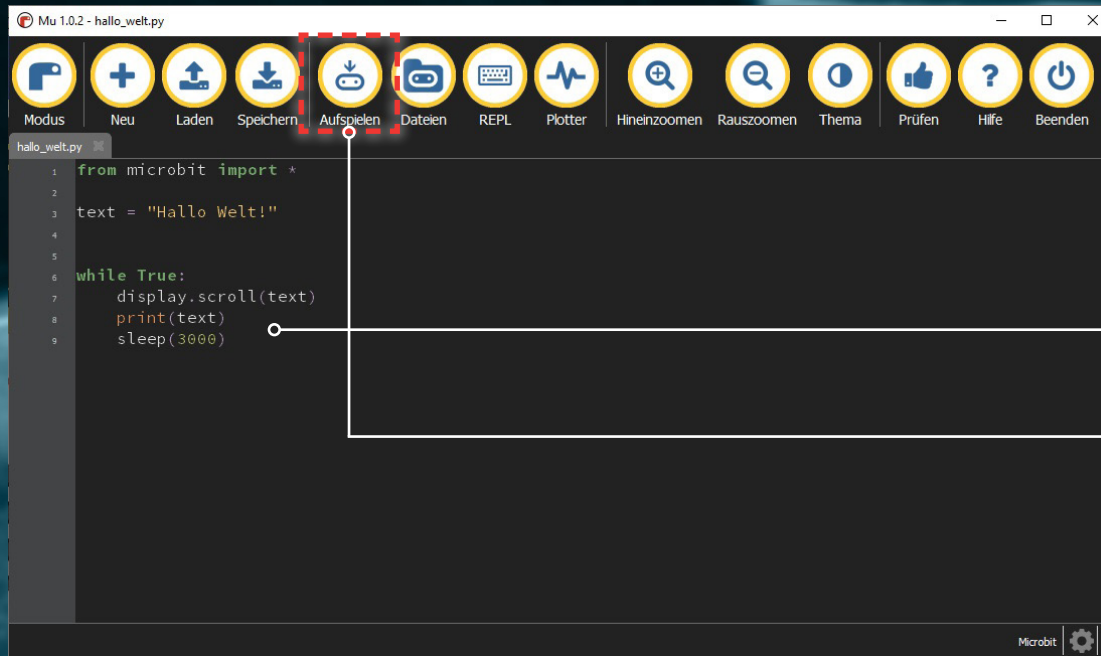 Mu 1.0.2 - hallo_welt.py
Modus Neu Laden Speichern Aufspielen Dateien REPL Plotter Hineinzoomen Rauszoomen Thema Prüfen Hilfe Beenden
hallo_welt.py
1 from microbit import *
2
3 text = "Hallo Welt!"
4
5
6 while True:
7 display.scroll(text)
8 print(text)
9 sleep(3000)
Microbit